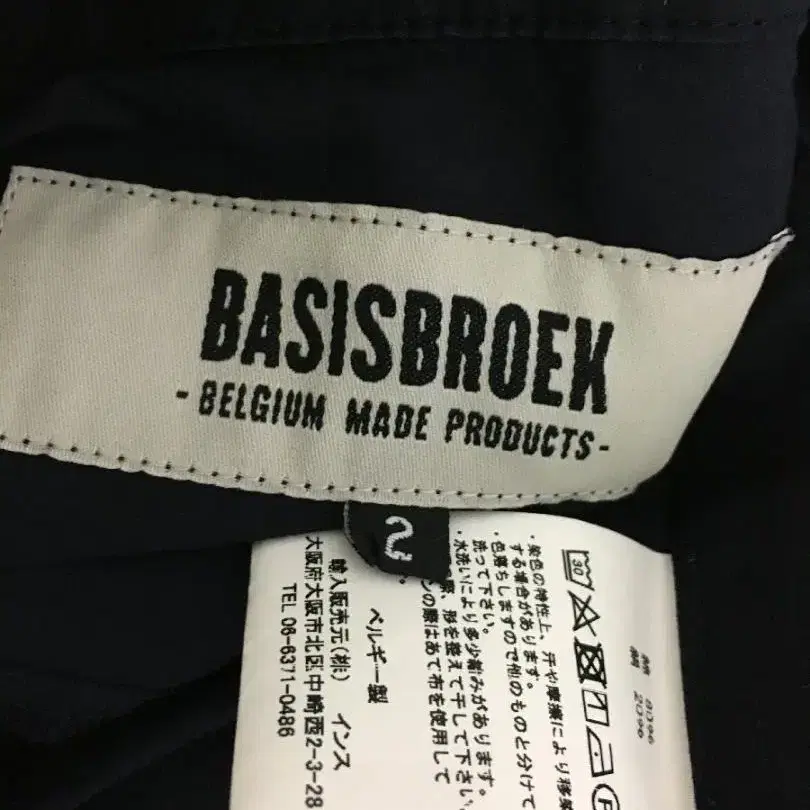 BASISBROEK
- BELGIUM MADE PRODUCTS -
2
80%
20%
30
・染色の特性上、汗や摩擦により移
する場合があります。
・色落ちしますので他のものと分けて
洗って下さい。
・水洗いにより多少縮みがあります。
際、形を整えて干して下さい
の際はあて布を使用して
ベルギー製
輸入販売元(株) インス
大阪府大阪市北区中崎西2-3-28
TEL 06-6371-0486